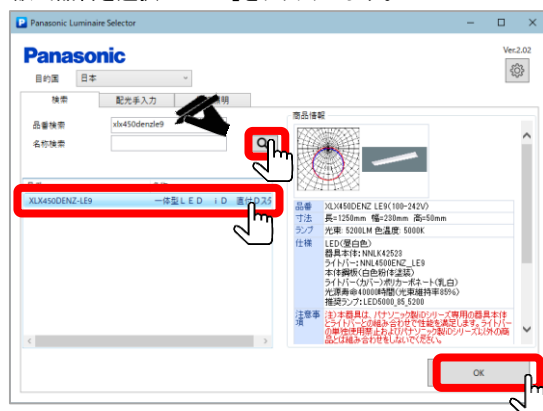 Panasonic Luminaire Selector
Panasonic
Ver.2.02
目的国 日本
検索 配光手入力 照明
商品情報
品番検索 xlx450denzle9
名称検索
XLX450DENZ-LE9 一体型ＬＥＤ ｉＤ 直付Dスタ
品番 XLX450DENZ LE9(100-242V)
寸法 長=1250mm 幅=230mm 高=50mm
ランプ 光束: 5200LM 色温度: 5000K
仕様 LED(昼白色)
器具本体: NNLK42523
ライトバー: NNL4500ENZ_LE9
本体:鋼板(白色粉体塗装)
ライトバー(カバー):ポリカーボネート(乳白)
光源寿命40000時間(光束維持率85%)
推奨ランプ:LED5000_85_5200
注意事項 注)本器具は、パナソニック製iDシリーズ専用の器具本体
とライトバーとの組み合わせで性能を満足します。ライトバー
の単独使用禁止およびパナソニック製iDシリーズ以外の商
品とは組み合わせをしないでください。
OK